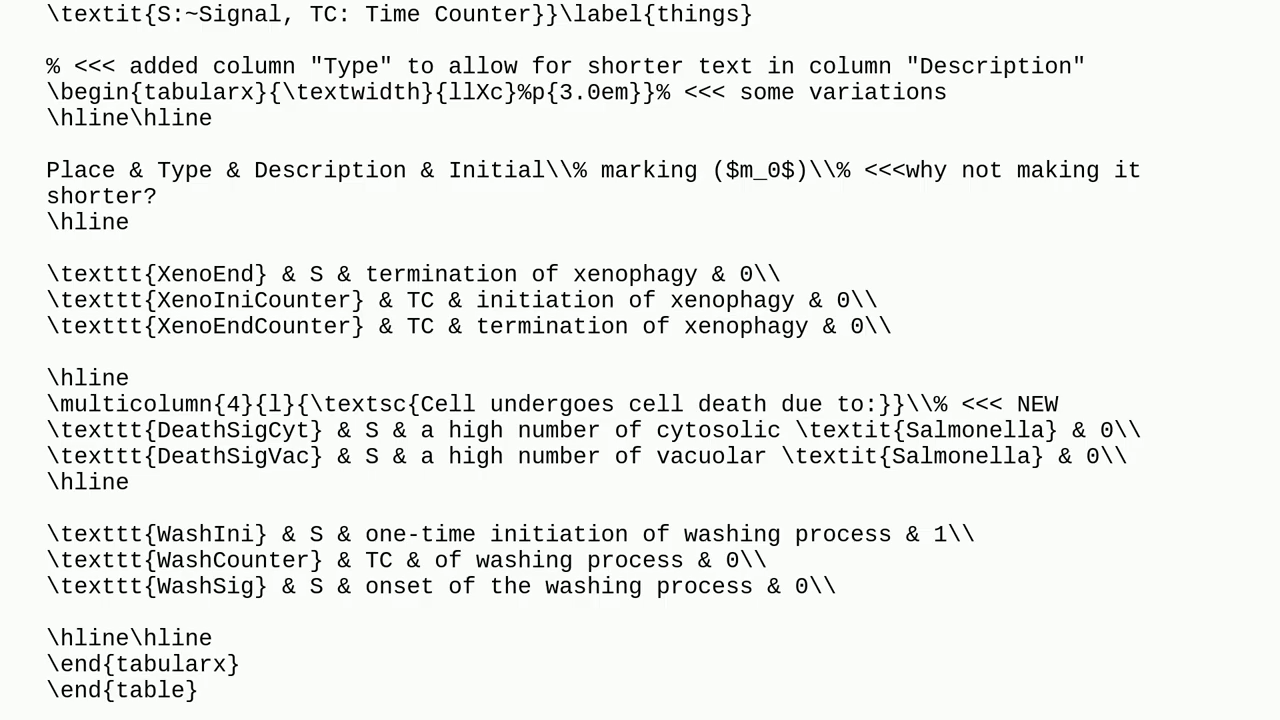 \textit{S:~Signal, TC: Time Counter}}\label{things}
% <<< added column "Type" to allow for shorter text in column "Description"
\begin{tabularx}{\textwidth}{llXc}%p{3.0em}}% <<< some variations
\hline\hline
Place & Type & Description & Initial\\% marking ($m_0$)\\% <<<why not making it
shorter?
\hline
\texttt{XenoEnd} & S & termination of xenophagy & 0\\
\texttt{XenoIniCounter} & TC & initiation of xenophagy & 0\\
\texttt{XenoEndCounter} & TC & termination of xenophagy & 0\\
\hline
\multicolumn{4}{l}{\textsc{Cell undergoes cell death due to:}}\\% <<< NEW
\texttt{DeathSigCyt} & S & a high number of cytosolic \textit{Salmonella} & 0\\
\texttt{DeathSigVac} & S & a high number of vacuolar \textit{Salmonella} & 0\\
\hline
\texttt{WashIni} & S & one-time initiation of washing process & 1\\
\texttt{WashCounter} & TC & of washing process & 0\\
\texttt{WashSig} & S & onset of the washing process & 0\\
\hline\hline
\end{tabularx}
\end{table}